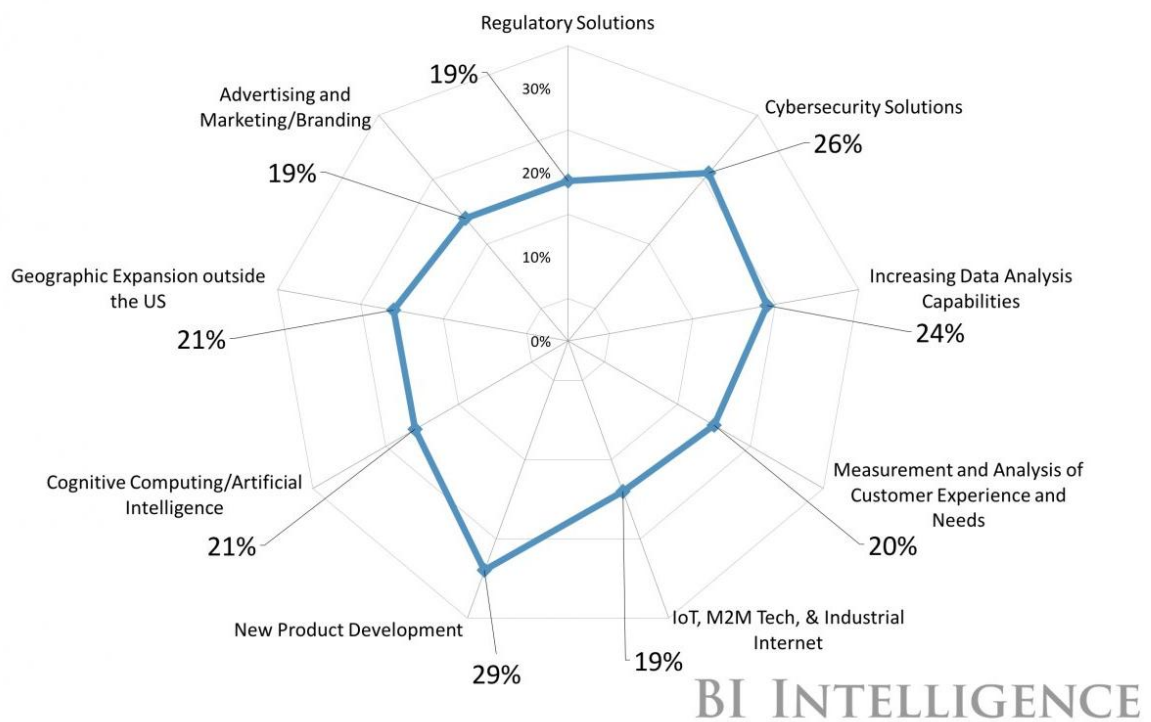 Regulatory Solutions
19%
30%
20%
10%
0%
Cybersecurity Solutions
26%
Increasing Data Analysis
Capabilities
24%
Measurement and Analysis of
Customer Experience and
Needs
20%
IoT, M2M Tech, & Industrial
Internet
19%
New Product Development
29%
Cognitive Computing/Artificial
Intelligence
21%
Geographic Expansion outside
the US
21%
Advertising and
Marketing/Branding
19%
BI INTELLIGENCE